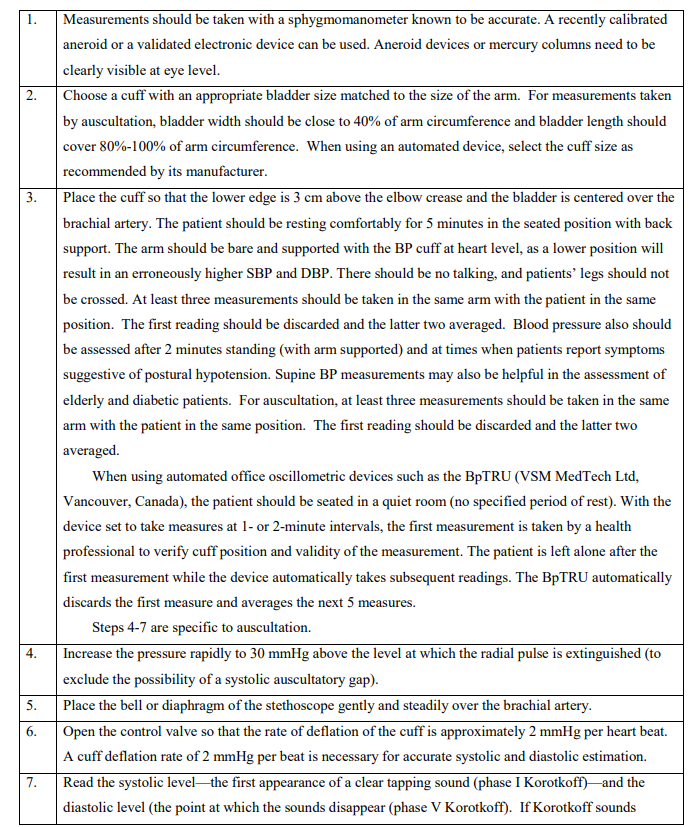 1. Measurements should be taken with a sphygmomanometer known to be accurate. A recently calibrated
aneroid or a validated electronic device can be used. Aneroid devices or mercury columns need to be
clearly visible at eye level.
2. Choose a cuff with an appropriate bladder size matched to the size of the arm. For measurements taken
by auscultation, bladder width should be close to 40% of arm circumference and bladder length should
cover 80%-100% of arm circumference. When using an automated device, select the cuff size as
recommended by its manufacturer.
3. Place the cuff so that the lower edge is 3 cm above the elbow crease and the bladder is centered over the
brachial artery. The patient should be resting comfortably for 5 minutes in the seated position with back
support. The arm should be bare and supported with the BP cuff at heart level, as a lower position will
result in an erroneously higher SBP and DBP. There should be no talking, and patients’ legs should not
be crossed. At least three measurements should be taken in the same arm with the patient in the same
position. The first reading should be discarded and the latter two averaged. Blood pressure also should
be assessed after 2 minutes standing (with arm supported) and at times when patients report symptoms
suggestive of postural hypotension. Supine BP measurements may also be helpful in the assessment of
elderly and diabetic patients. For auscultation, at least three measurements should be taken in the same
arm with the patient in the same position. The first reading should be discarded and the latter two
averaged.
When using automated office oscillometric devices such as the BpTRU (VSM MedTech Ltd,
Vancouver, Canada), the patient should be seated in a quiet room (no specified period of rest). With the
device set to take measures at 1- or 2-minute intervals, the first measurement is taken by a health
professional to verify cuff position and validity of the measurement. The patient is left alone after the
first measurement while the device automatically takes subsequent readings. The BpTRU automatically
discards the first measure and averages the next 5 measures.
Steps 4-7 are specific to auscultation.
4. Increase the pressure rapidly to 30 mmHg above the level at which the radial pulse is extinguished (to
exclude the possibility of a systolic auscultatory gap).
5. Place the bell or diaphragm of the stethoscope gently and steadily over the brachial artery.
6. Open the control valve so that the rate of deflation of the cuff is approximately 2 mmHg per heart beat.
A cuff deflation rate of 2 mmHg per beat is necessary for accurate systolic and diastolic estimation.
7. Read the systolic level—the first appearance of a clear tapping sound (phase I Korotkoff)—and the
diastolic level (the point at which the sounds disappear (phase V Korotkoff). If Korotkoff sounds